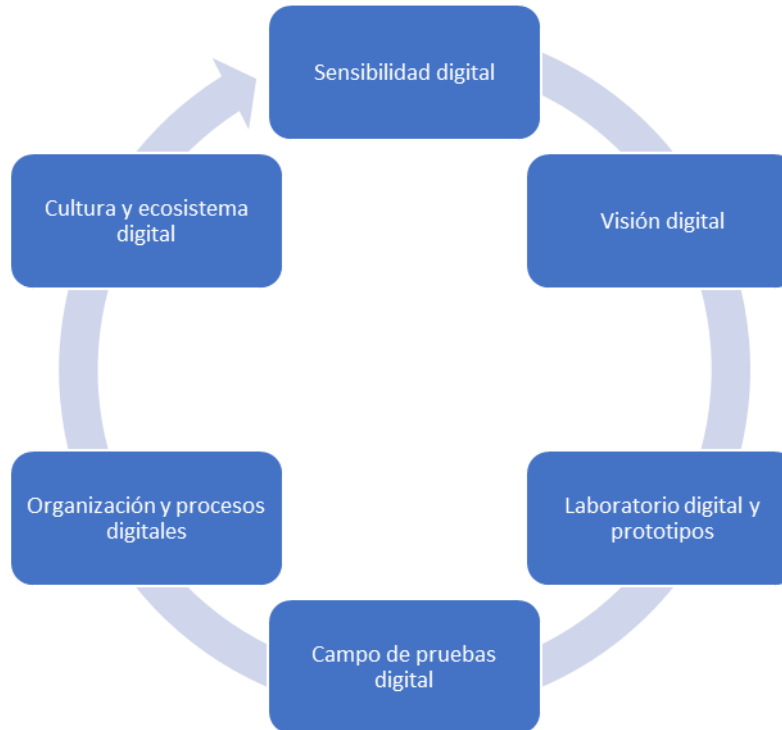 Sensibilidad digital
Visión digital
Laboratorio digital y
prototipos
Campo de pruebas
digital
Organización y procesos
digitales
Cultura y ecosistema
digital